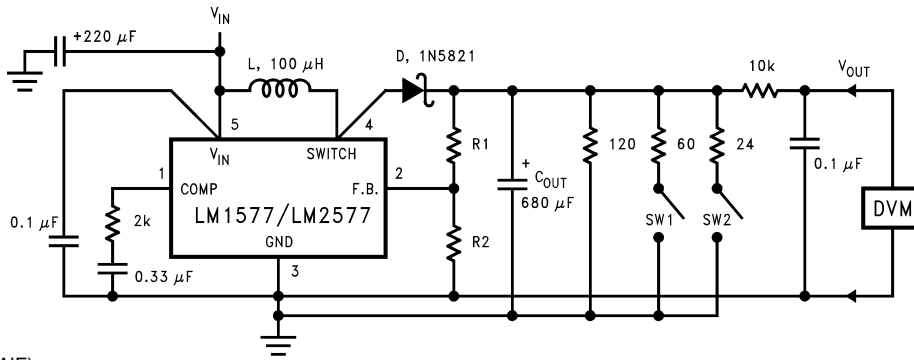 V_IN
+220 μF
L, 100 μH
D, 1N5821
10k
V_OUT
5
4
V_IN
SWITCH
R1
120
60
24
0.1 μF
1
2
COMP
F.B.
+
C_OUT
680 μF
LM1577/LM2577
0.1 μF
2k
SW1
SW2
DVM
GND
R2
3
0.33 μF